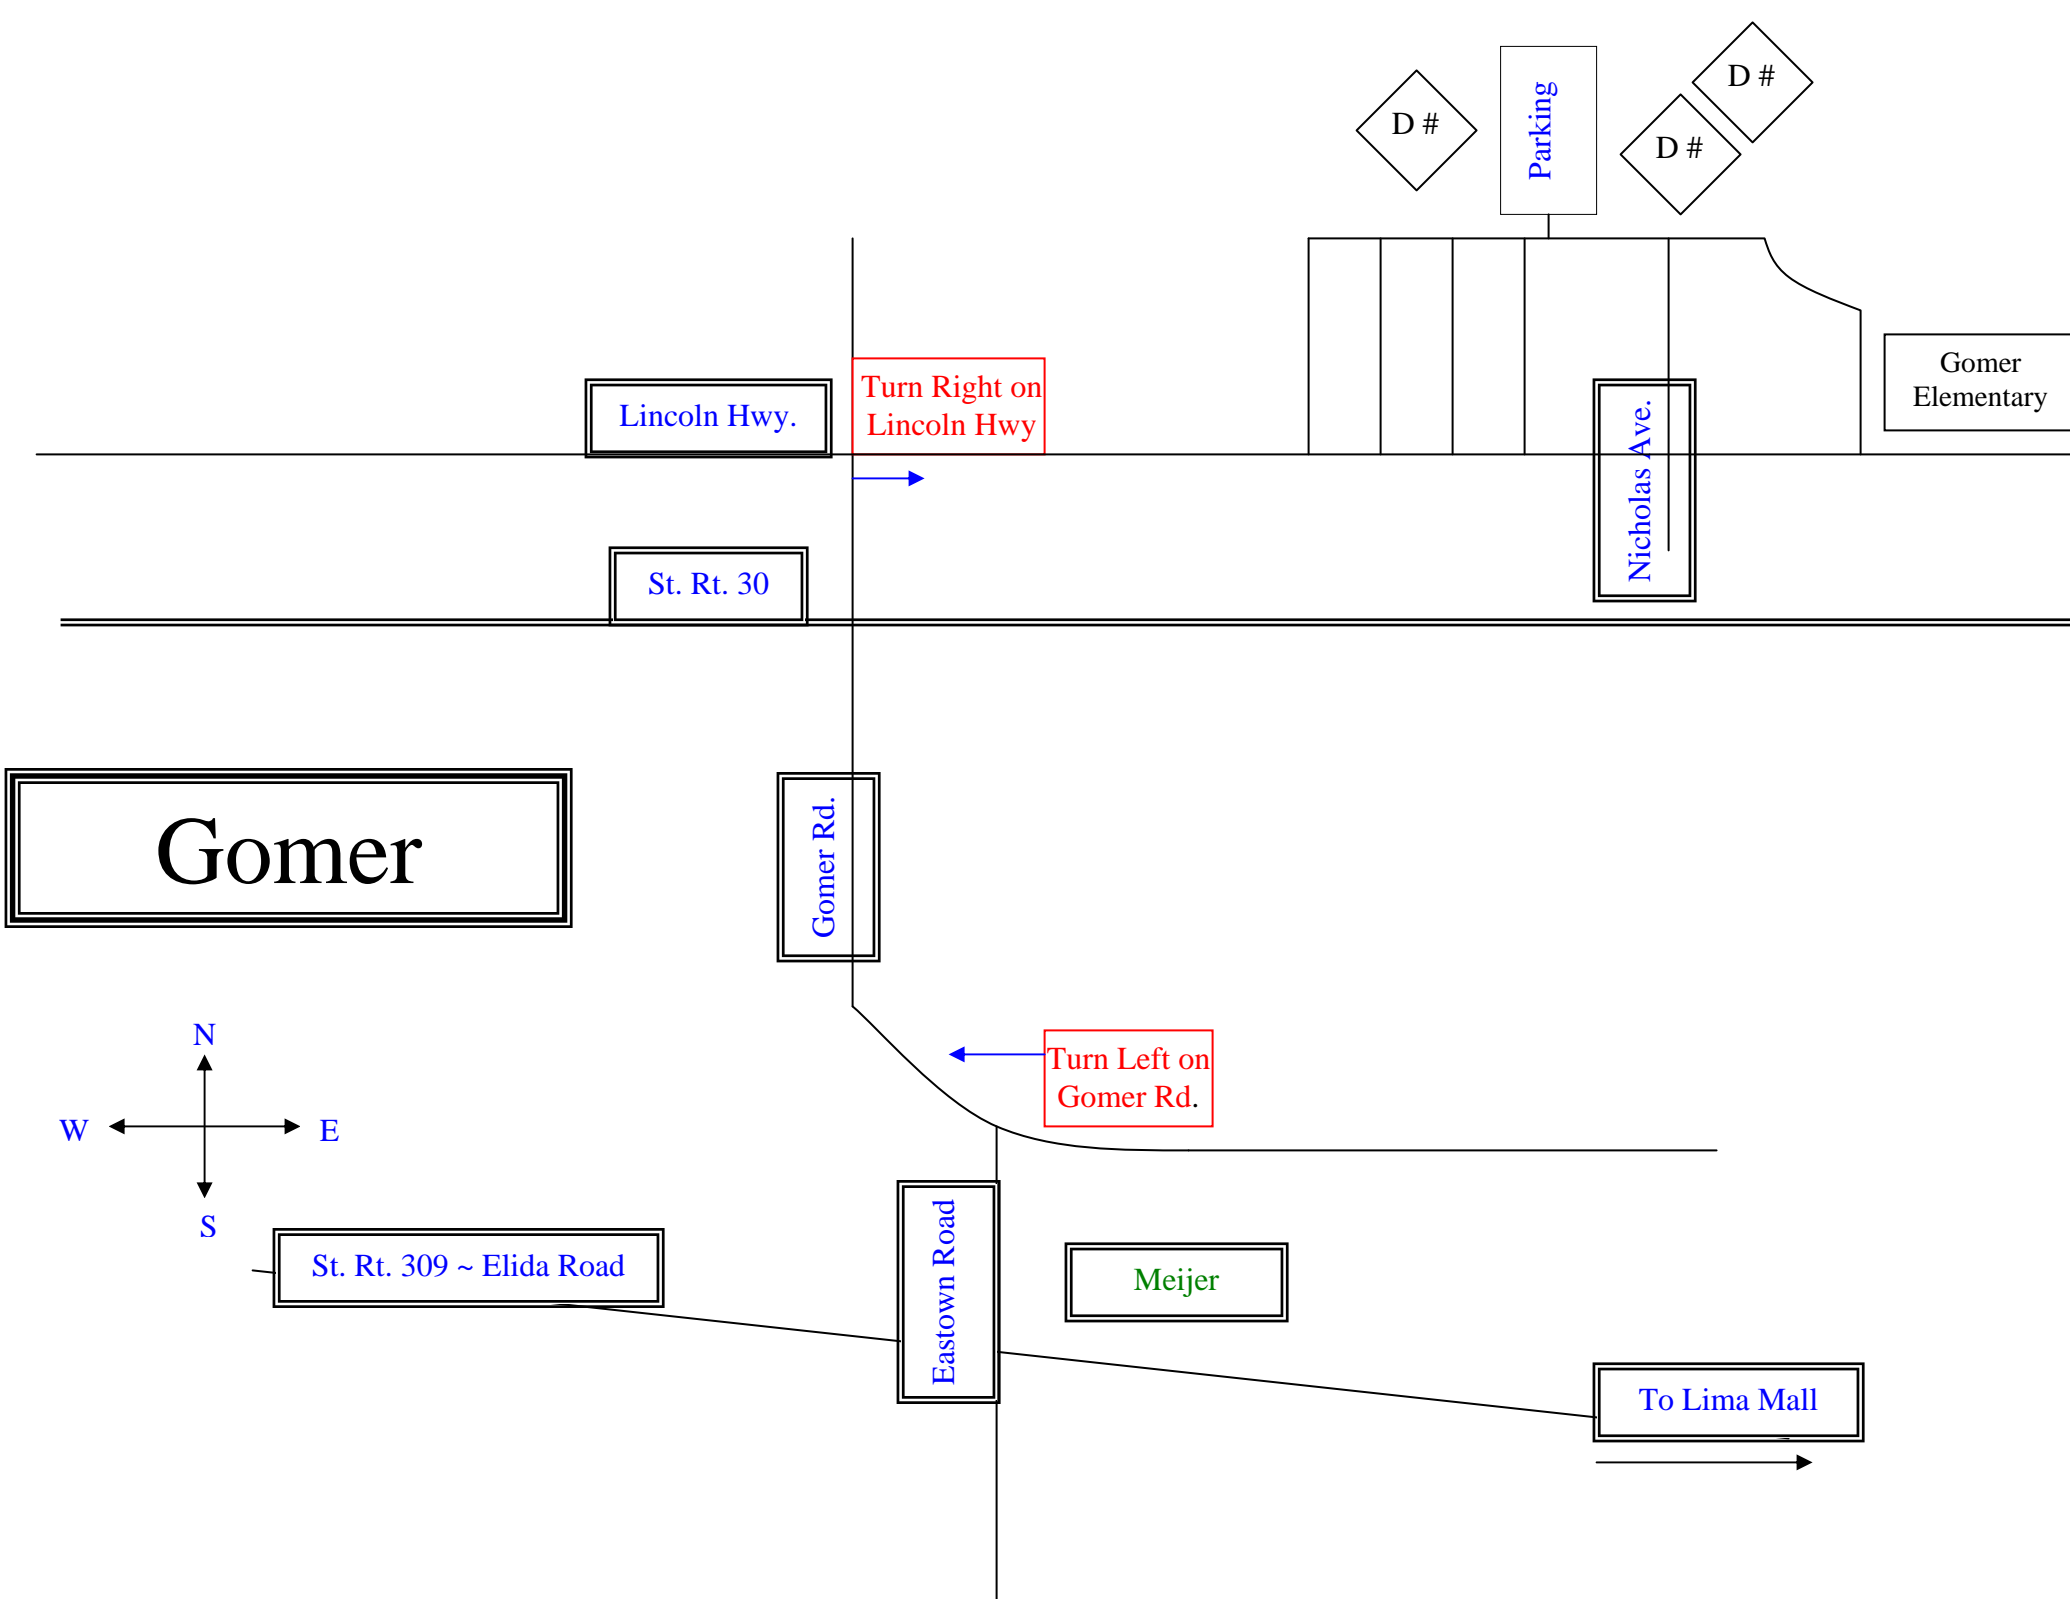 D #
Parking
D #
D #
Gomer
Elementary
Lincoln Hwy.
Turn Right on
Lincoln Hwy
Nicholas Ave.
St. Rt. 30
Gomer
Gomer Rd.
N
W
E
S
Turn Left on
Gomer Rd.
St. Rt. 309 ~ Elida Road
Eastown Road
Meijer
To Lima Mall